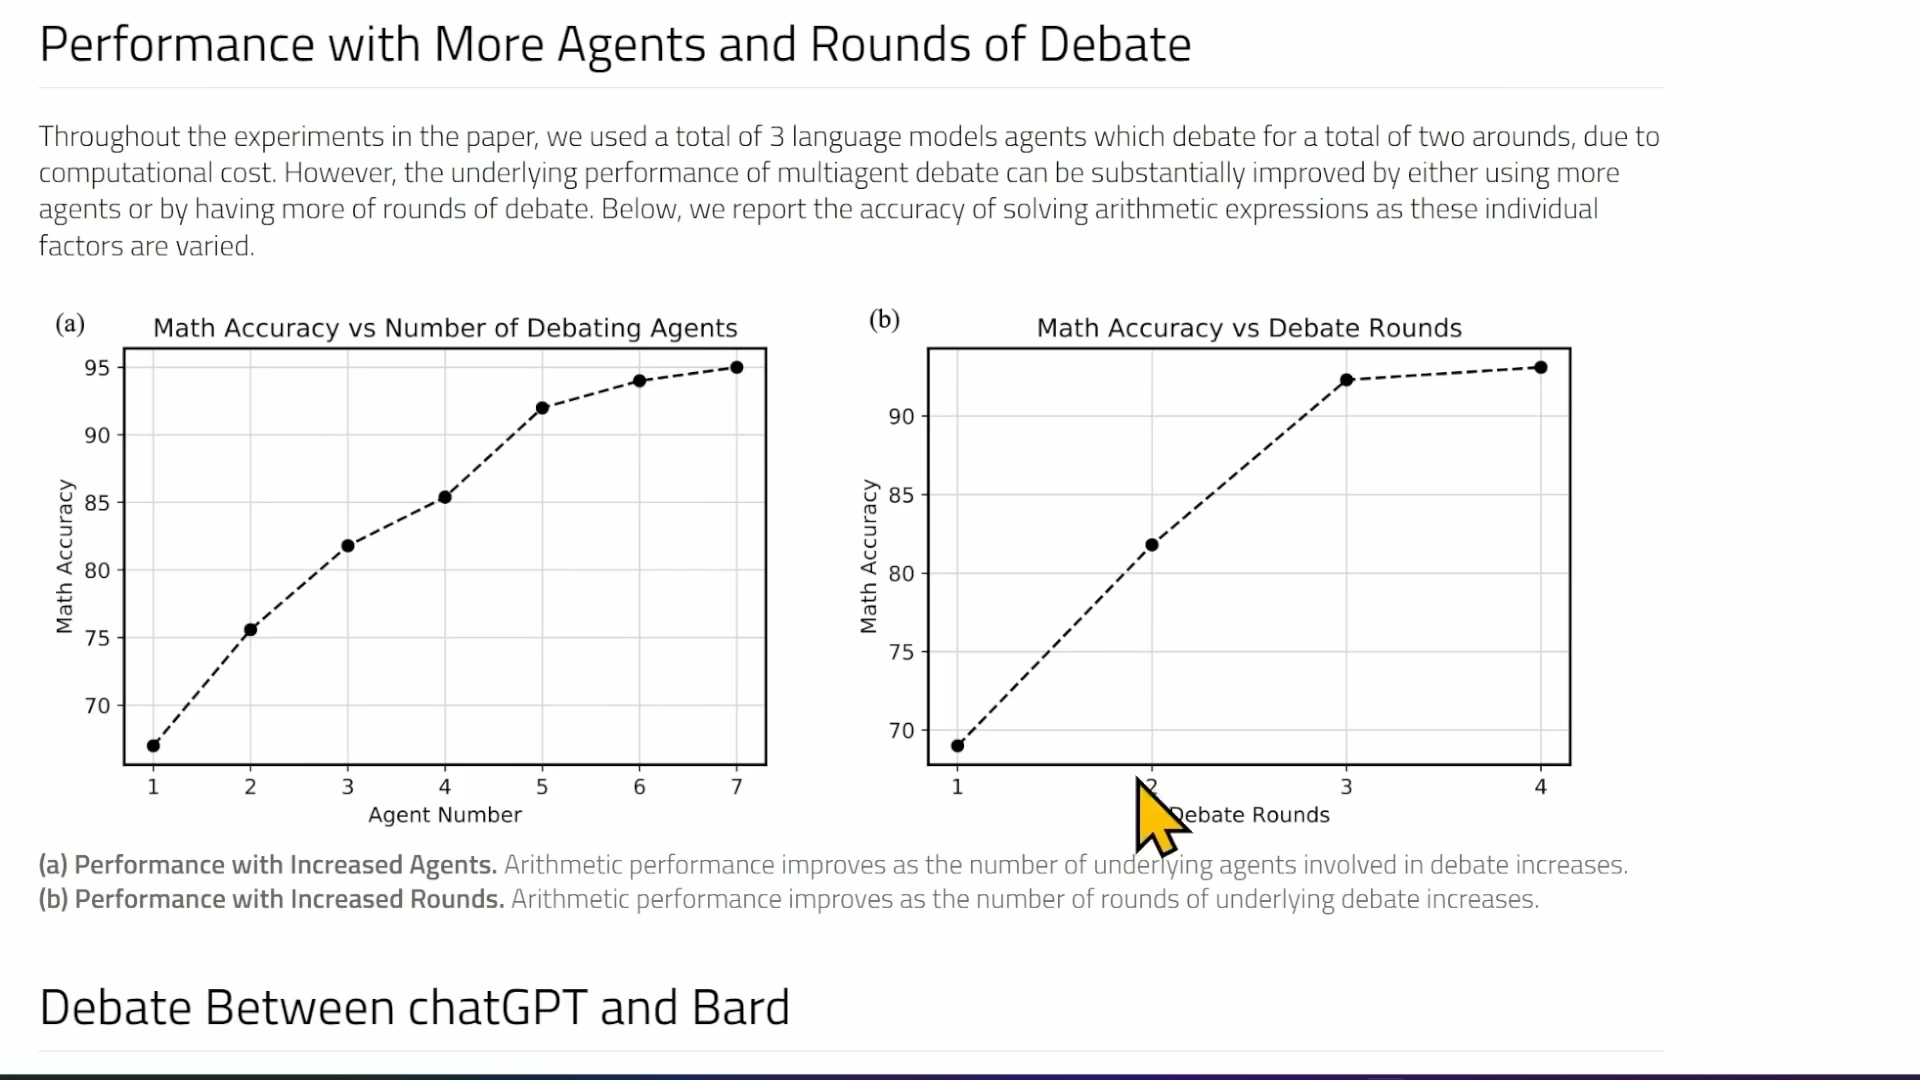 Performance with More Agents and Rounds of Debate
Throughout the experiments in the paper, we used a total of 3 language models agents which debate for a total of two arounds, due to
computational cost. However, the underlying performance of multiagent debate can be substantially improved by either using more
agents or by having more of rounds of debate. Below, we report the accuracy of solving arithmetic expressions as these individual
factors are varied.
(a)
Math Accuracy vs Number of Debating Agents
95
90
85
80
75
70
Math Accuracy
1 2 3 4 5 6 7
Agent Number
(b)
Math Accuracy vs Debate Rounds
90
85
80
75
70
Math Accuracy
1 2 3 4
Debate Rounds
(a) Performance with Increased Agents. Arithmetic performance improves as the number of underlying agents involved in debate increases.
(b) Performance with Increased Rounds. Arithmetic performance improves as the number of rounds of underlying debate increases.
Debate Between chatGPT and Bard